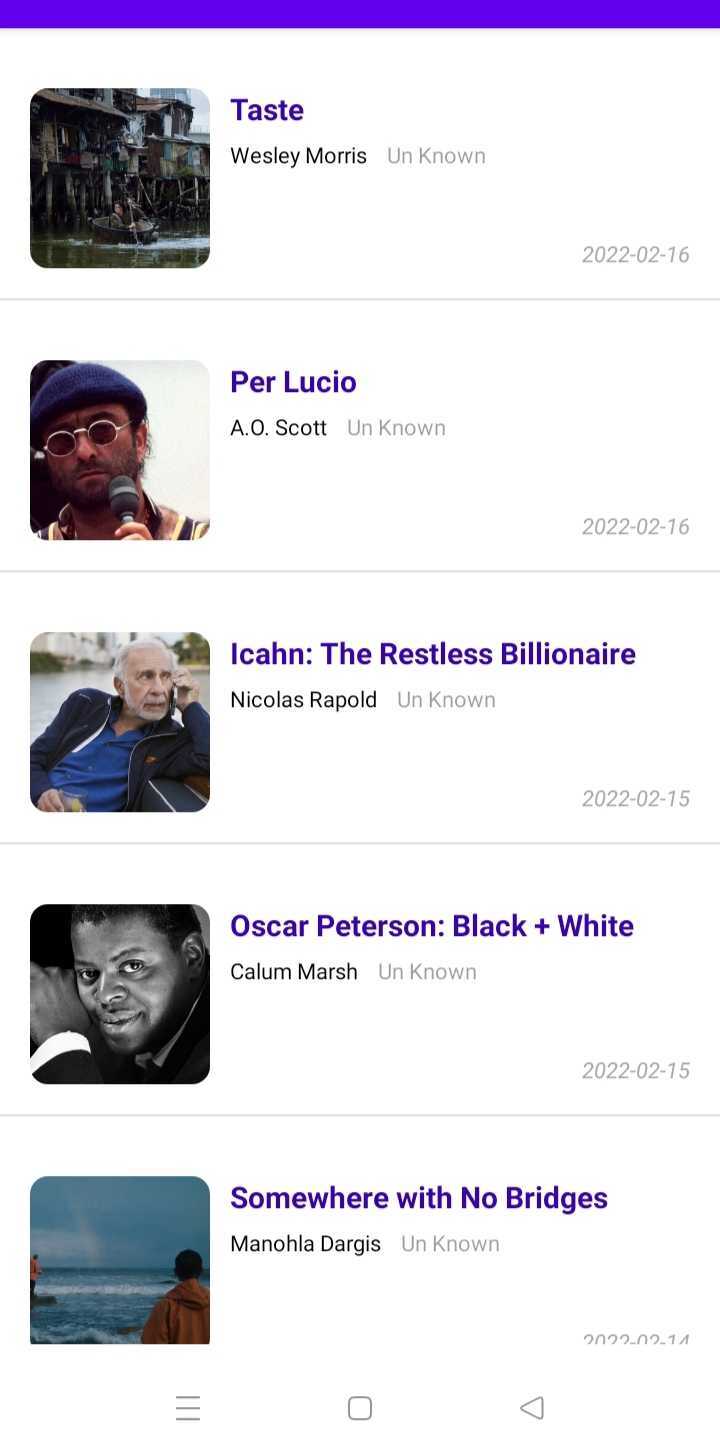 Taste
Wesley Morris Un Known
2022-02-16
Per Lucio
A.O. Scott Un Known
2022-02-16
Icahn: The Restless Billionaire
Nicolas Rapold Un Known
2022-02-15
Oscar Peterson: Black + White
Calum Marsh Un Known
2022-02-15
Somewhere with No Bridges
Manohla Dargis Un Known
2022-02-14